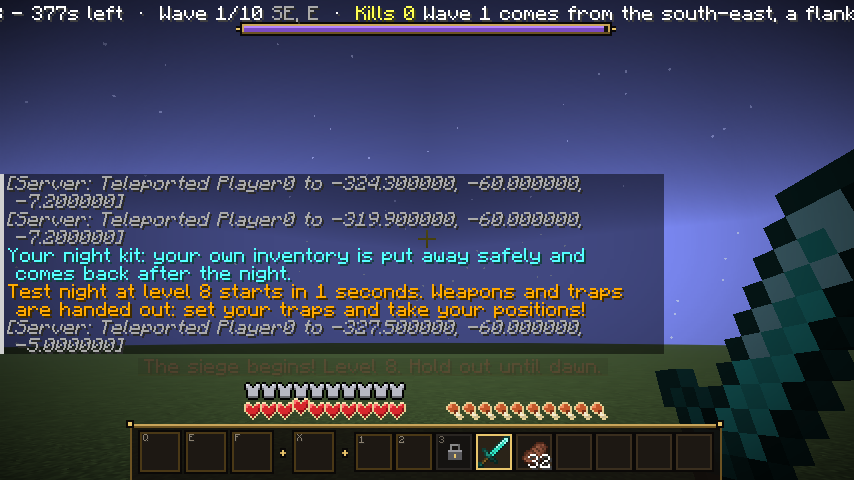 - 377s left · Wave 1/10 SE, E · Kills 0 Wave 1 comes from the south-east, a flank
[Server: Teleported Player0 to -324.300000, -60.000000,
-7.200000]
[Server: Teleported Player0 to -319.900000, -60.000000,
-7.200000]
Your night kit: your own inventory is put away safely and
comes back after the night.
Test night at level 8 starts in 1 seconds. Weapons and traps
are handed out: set your traps and take your positions!
[Server: Teleported Player0 to -327.500000, -60.000000,
-5.000000]
The siege begins! Level 8. Hold out until dawn.
Q E F X 1 2 3
32